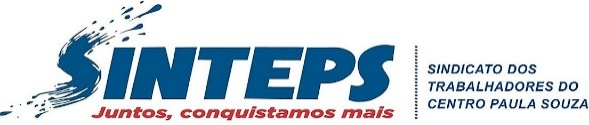 SINTEPS
Juntos, conquistamos mais
SINDICATO DOS
TRABALHADORES DO
CENTRO PAULA SOUZA